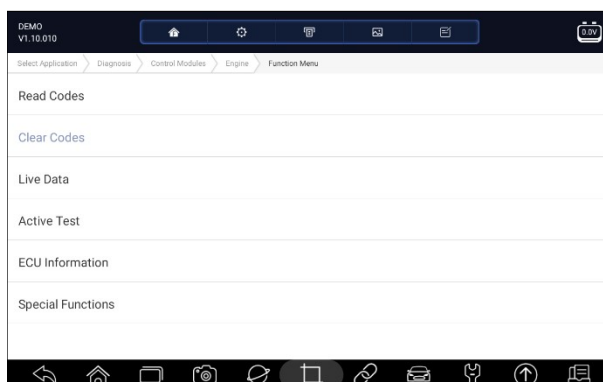 DEMO
V1.10.010
0.0V
Select Application Diagnosis Control Modules Engine Function Menu
Read Codes
Clear Codes
Live Data
Active Test
ECU Information
Special Functions